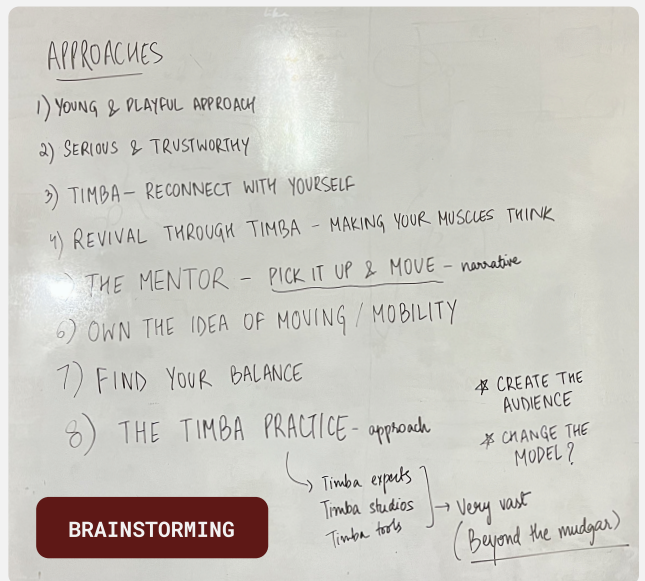 APPROACHES
1) YOUNG & PLAYFUL APPROACH
2) SERIOUS & TRUSTWORTHY
3) TIMBA - RECONNECT WITH YOURSELF
4) REVIVAL THROUGH TIMBA - MAKING YOUR MUSCLES THINK
) THE MENTOR - PICK IT UP & MOVE - narrative
6) OWN THE IDEA OF MOVING / MOBILITY
7) FIND YOUR BALANCE
8) THE TIMBA PRACTICE - approach
Timba experts
Timba studios
Timba tools
→ Very vast
(Beyond the mudgar)
* CREATE THE
AUDIENCE
* CHANGE THE
MODEL?
BRAINSTORMING